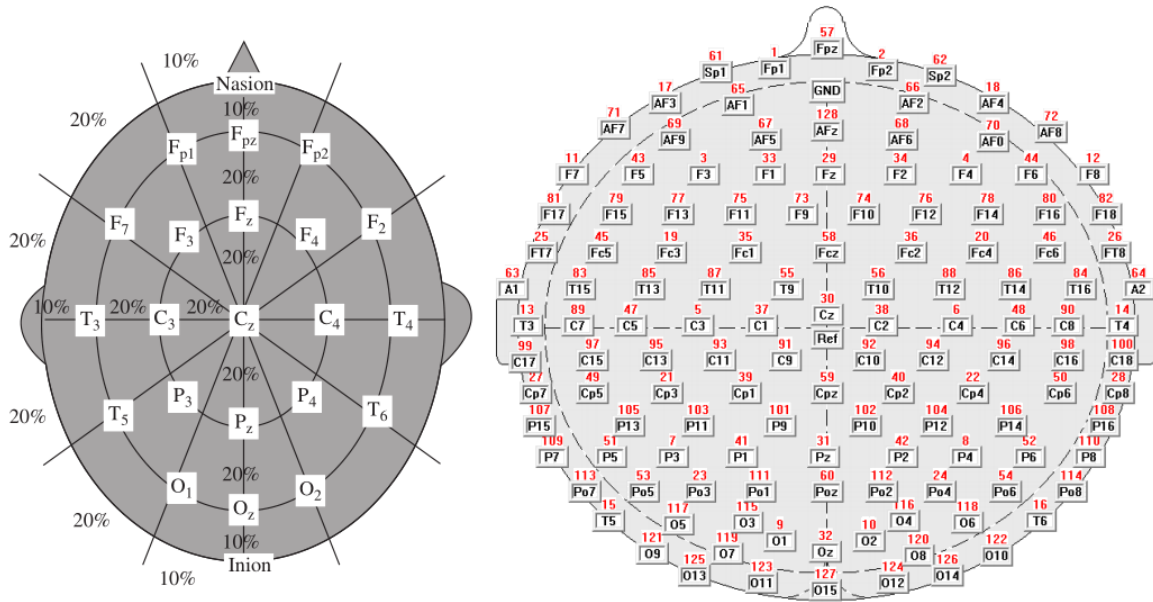 10%
Nasion
10%
20%
Fp1 Fpz Fp2
20%
F7 F3 Fz F4 F2
20%
20%
10% 20% 20%
T3 C3 Cz C4 T4
20%
20%
T5 P3 Pz P4 T6
20%
O1 Oz O2
20%
10%
Inion
10%
57
Fpz
61 1 2 62
Sp1 Fp1 Fp2 Sp2
GND
17 65 66 18
AF3 AF1 AF2 AF4
71 69 67 128 68 70 72
AF7 AF9 AF5 AFz AF6 AF0 AF8
11 43 3 33 29 34 4 44 12
F7 F5 F3 F1 Fz F2 F4 F6 F8
81 79 77 75 73 74 76 78 80 82
F17 F15 F13 F11 F9 F10 F12 F14 F16 F18
25 45 19 35 58 36 20 46 26
FT7 Fc5 Fc3 Fc1 Fcz Fc2 Fc4 Fc6 FT8
63 83 85 87 55 56 88 86 84 64
A1 T15 T13 T11 T9 T10 T12 T14 T16 A2
13 89 47 5 37 30 38 6 48 90 14
T3 C7 C5 C3 C1 Cz C2 C4 C6 C8 T4
Ref
99 97 95 93 91 92 94 96 98 100
C17 C15 C13 C11 C9 C10 C12 C14 C16 C18
27 49 21 39 59 40 22 50 28
Cp7 Cp5 Cp3 Cp1 Cpz Cp2 Cp4 Cp6 Cp8
107 105 103 101 102 104 106 108
P15 P13 P11 P9 P10 P12 P14 P16
109 51 7 41 31 42 8 52 110
P7 P5 P3 P1 Pz P2 P4 P6 P8
113 53 23 111 60 112 24 54 114
Po7 Po5 Po3 Po1 Poz Po2 Po4 Po6 Po8
15 117 115 116 118 16
T5 O5 O3 O4 O6 T6
121 119 9 32 10 120 122
O9 O7 O1 Oz O2 O8 O10
125 123 127 124 126
O13 O11 O15 O12 O14